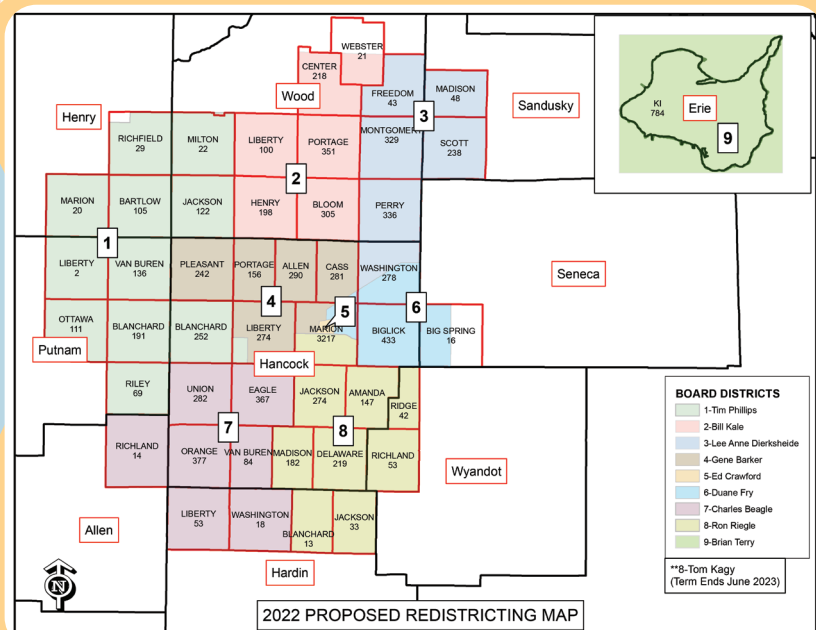 WEBSTER
21
CENTER
218
Wood
FREEDOM
43
MADISON
48
Sandusky
Henry
3
KI
784
Erie
9
RICHFIELD
29
MILTON
22
LIBERTY
100
PORTAGE
351
MONTGOMERY
329
SCOTT
238
2
MARION
20
BARTLOW
105
JACKSON
122
HENRY
198
BLOOM
305
PERRY
336
1
LIBERTY
2
VAN BUREN
136
PLEASANT
242
PORTAGE
156
ALLEN
290
CASS
281
WASHINGTON
278
Seneca
4
5
6
OTTAWA
111
BLANCHARD
191
BLANCHARD
252
LIBERTY
274
MARION
3217
BIGLICK
433
BIG SPRING
16
Putnam
Hancock
RILEY
69
UNION
282
EAGLE
367
JACKSON
274
AMANDA
147
RIDGE
42
7
8
RICHLAND
14
ORANGE
377
VAN BUREN
84
MADISON
182
DELAWARE
219
RICHLAND
53
Wyandot
LIBERTY
53
WASHINGTON
18
BLANCHARD
13
JACKSON
33
Allen
Hardin
N
BOARD DISTRICTS
1-Tim Phillips
2-Bill Kale
3-Lee Anne Dierksheide
4-Gene Barker
5-Ed Crawford
6-Duane Fry
7-Charles Beagle
8-Ron Riegle
9-Brian Terry
**8-Tom Kagy
(Term Ends June 2023)
2022 PROPOSED REDISTRICTING MAP